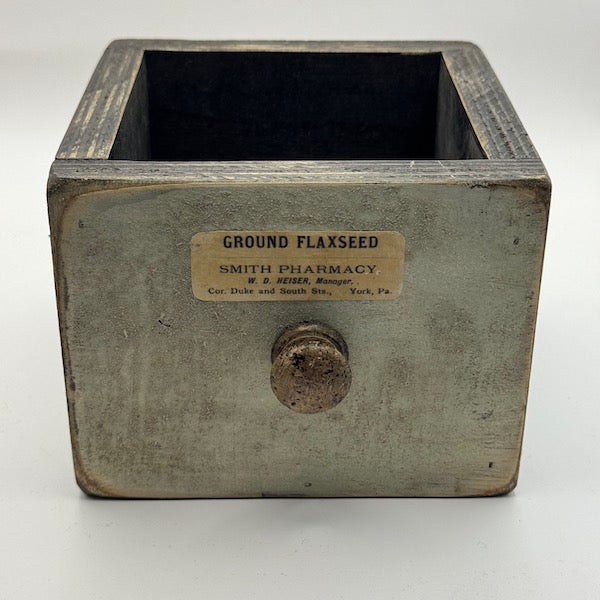 GROUND FLAXSEED
SMITH PHARMACY,
W. D. HEISER, Manager,
Cor. Duke and South Sts., York, Pa.